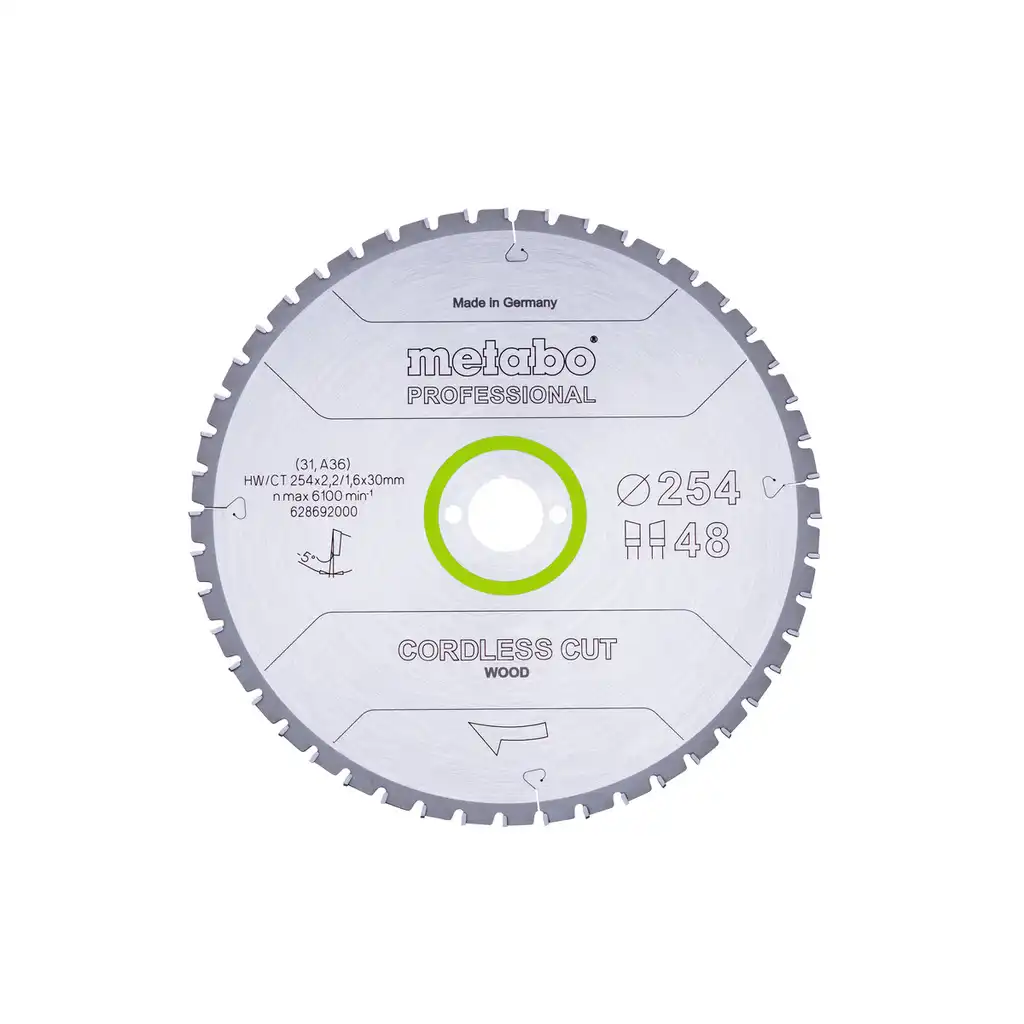 Made in Germany
metabo®
PROFESSIONAL
(31, A36)
HW/CT 254x2,2/1,6x30mm
n max 6100 min-1
628692000
-5°
Ø254
48
CORDLESS CUT
WOOD